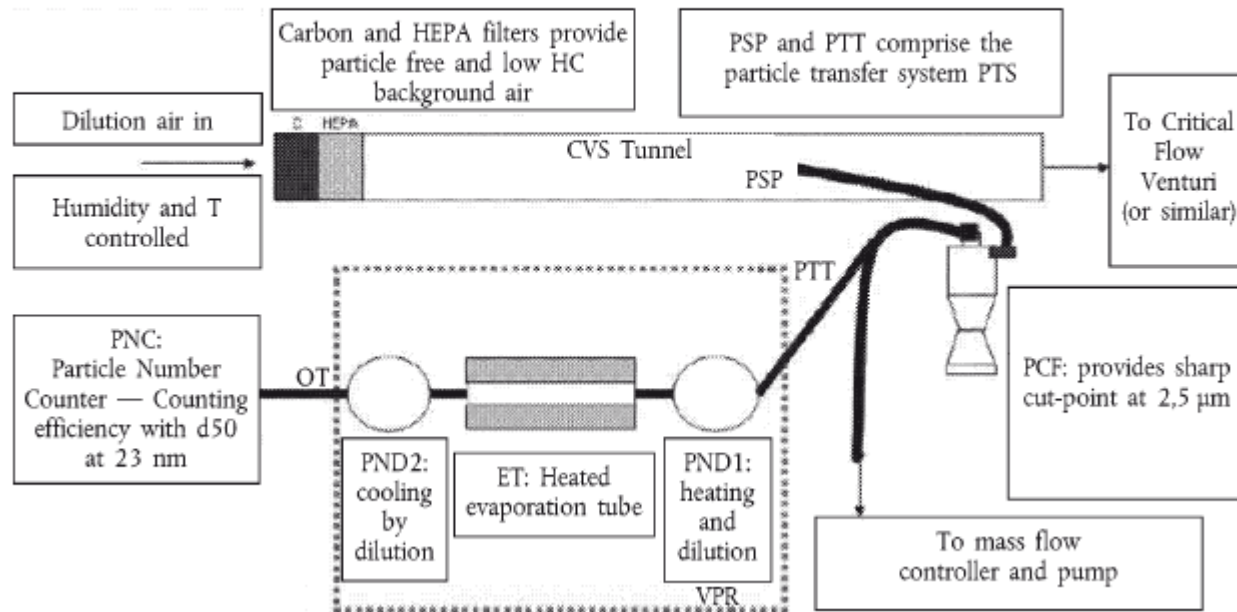 Carbon and HEPA filters provide
particle free and low HC
background air
PSP and PTT comprise the
particle transfer system PTS
Dilution air in
C HEPA
CVS Tunnel
To Critical
Flow
Venturi
(or similar)
PSP
Humidity and T
controlled
PTT
PNC:
Particle Number
Counter — Counting
efficiency with d50
at 23 nm
OT
PCF: provides sharp
cut-point at 2,5 µm
PND2:
cooling
by
dilution
ET: Heated
evaporation tube
PND1:
heating
and
dilution
VPR
To mass flow
controller and pump